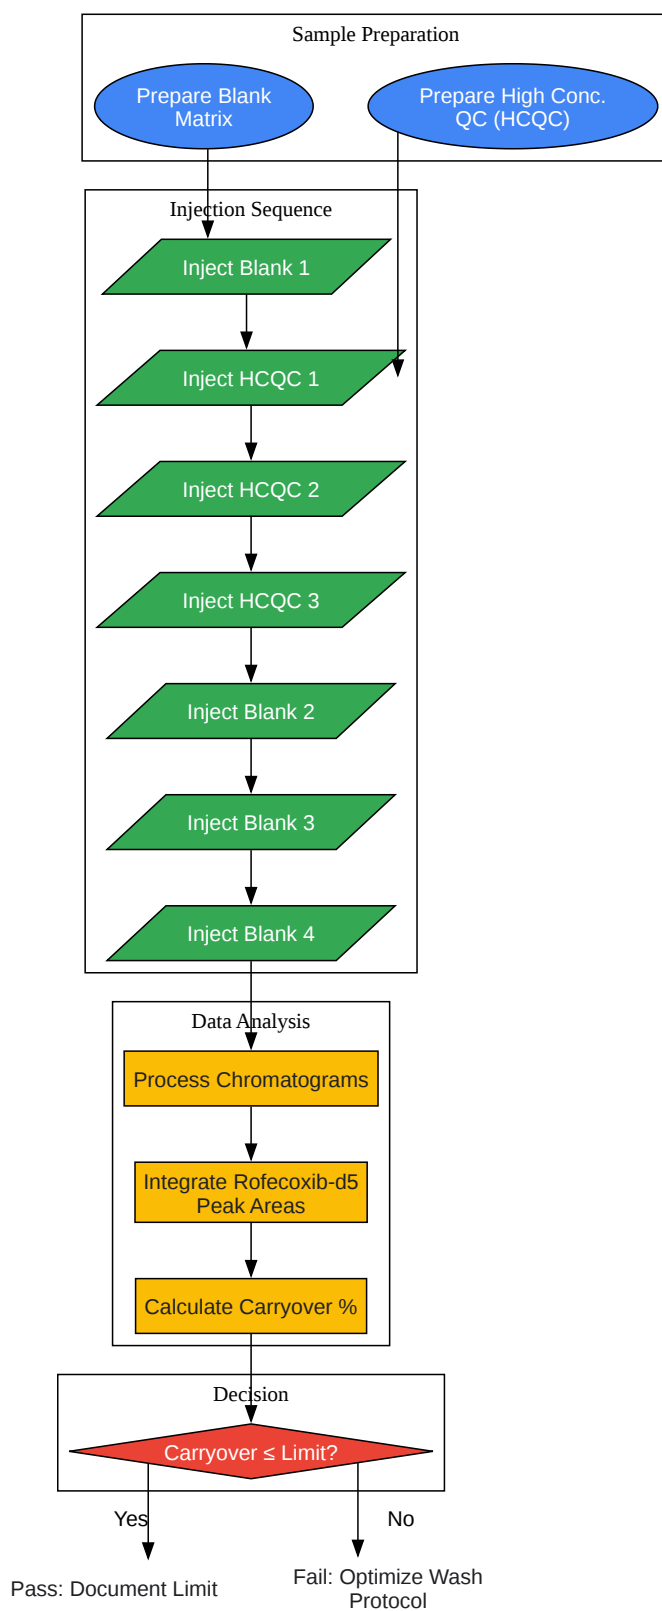 Sample Preparation
Prepare Blank
Matrix
Prepare High Conc.
QC (HCQC)
Injection Sequence
Inject Blank 1
Inject HCQC 1
Inject HCQC 2
Inject HCQC 3
Inject Blank 2
Inject Blank 3
Inject Blank 4
Data Analysis
Process Chromatograms
Integrate Rofecoxib-d5
Peak Areas
Calculate Carryover %
Decision
Carryover ≤ Limit?
Yes
No
Pass: Document Limit
Fail: Optimize Wash
Protocol